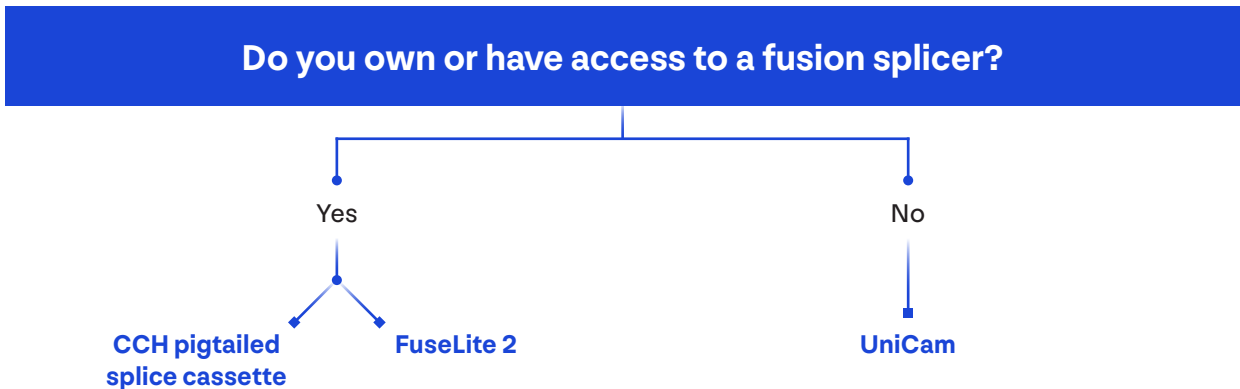 Do you own or have access to a fusion splicer?
Yes
No
CCH pigtailed
splice cassette
FuseLite 2
UniCam